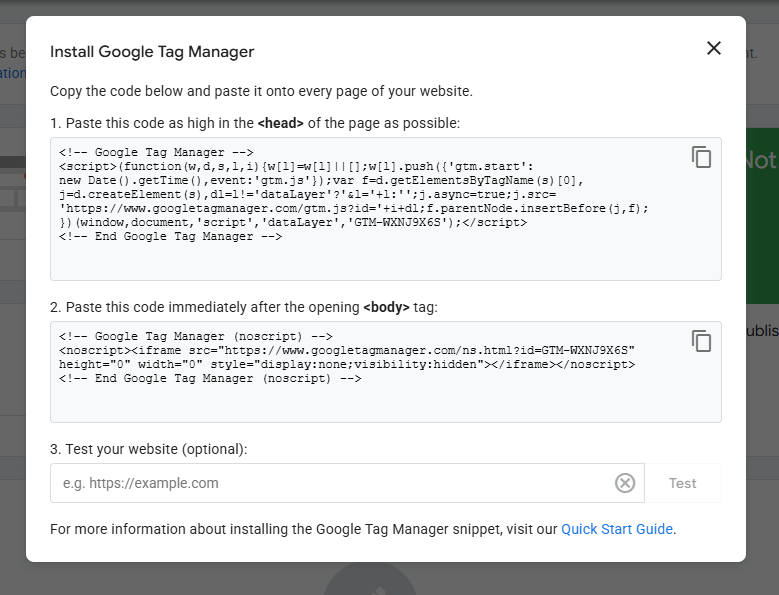 Install Google Tag Manager
Copy the code below and paste it onto every page of your website.
1. Paste this code as high in the <head> of the page as possible:
<!-- Google Tag Manager -->
<script>(function(w,d,s,l,i){w[l]=w[l]||[];w[l].push({'gtm.start':
new Date().getTime(),event:'gtm.js'});var f=d.getElementsByTagName(s)[0],
j=d.createElement(s),dl=l!='dataLayer'?'&l='+l:'';j.async=true;j.src=
'https://www.googletagmanager.com/gtm.js?id='+i+dl;f.parentNode.insertBefore(j,f);
})(window,document,'script','dataLayer','GTM-WXNJ9X6S');</script>
<!-- End Google Tag Manager -->
2. Paste this code immediately after the opening <body> tag:
<!-- Google Tag Manager (noscript) -->
<noscript><iframe src="https://www.googletagmanager.com/ns.html?id=GTM-WXNJ9X6S"
height="0" width="0" style="display:none;visibility:hidden"></iframe></noscript>
<!-- End Google Tag Manager (noscript) -->
3. Test your website (optional):
e.g. https://example.com
Test
For more information about installing the Google Tag Manager snippet, visit our Quick Start Guide.